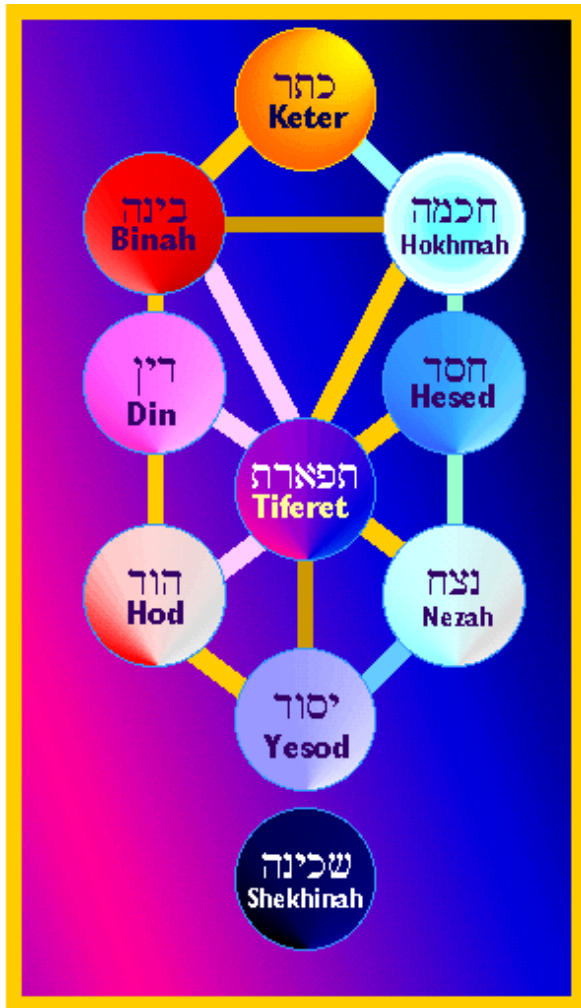 כתר
Keter
בינה
Binah
חכמה
Hokhmah
דין
Din
חסד
Hesed
תפארת
Tiferet
הוד
Hod
נצח
Nezah
יסוד
Yesod
שכינה
Shekhinah